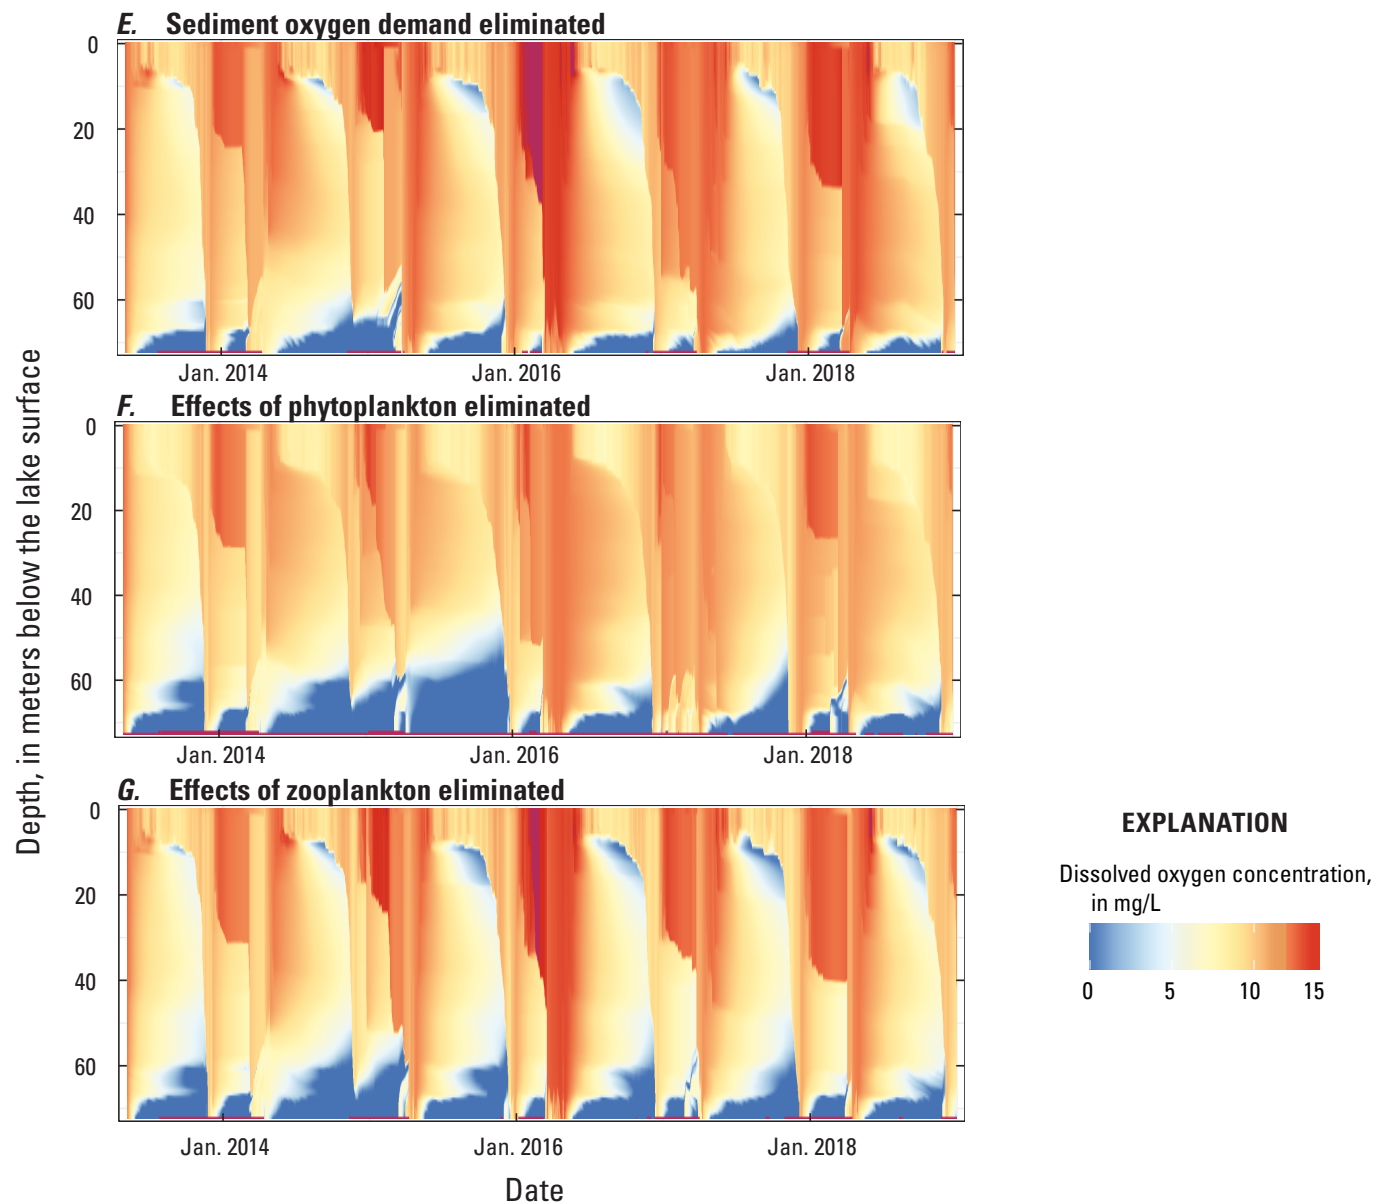 E. Sediment oxygen demand eliminated
0
20
40
60
Jan. 2014 Jan. 2016 Jan. 2018
F. Effects of phytoplankton eliminated
0
20
40
60
Jan. 2014 Jan. 2016 Jan. 2018
G. Effects of zooplankton eliminated
0
20
40
60
Jan. 2014 Jan. 2016 Jan. 2018
Date
Depth, in meters below the lake surface
EXPLANATION
Dissolved oxygen concentration,
in mg/L
0 5 10 15